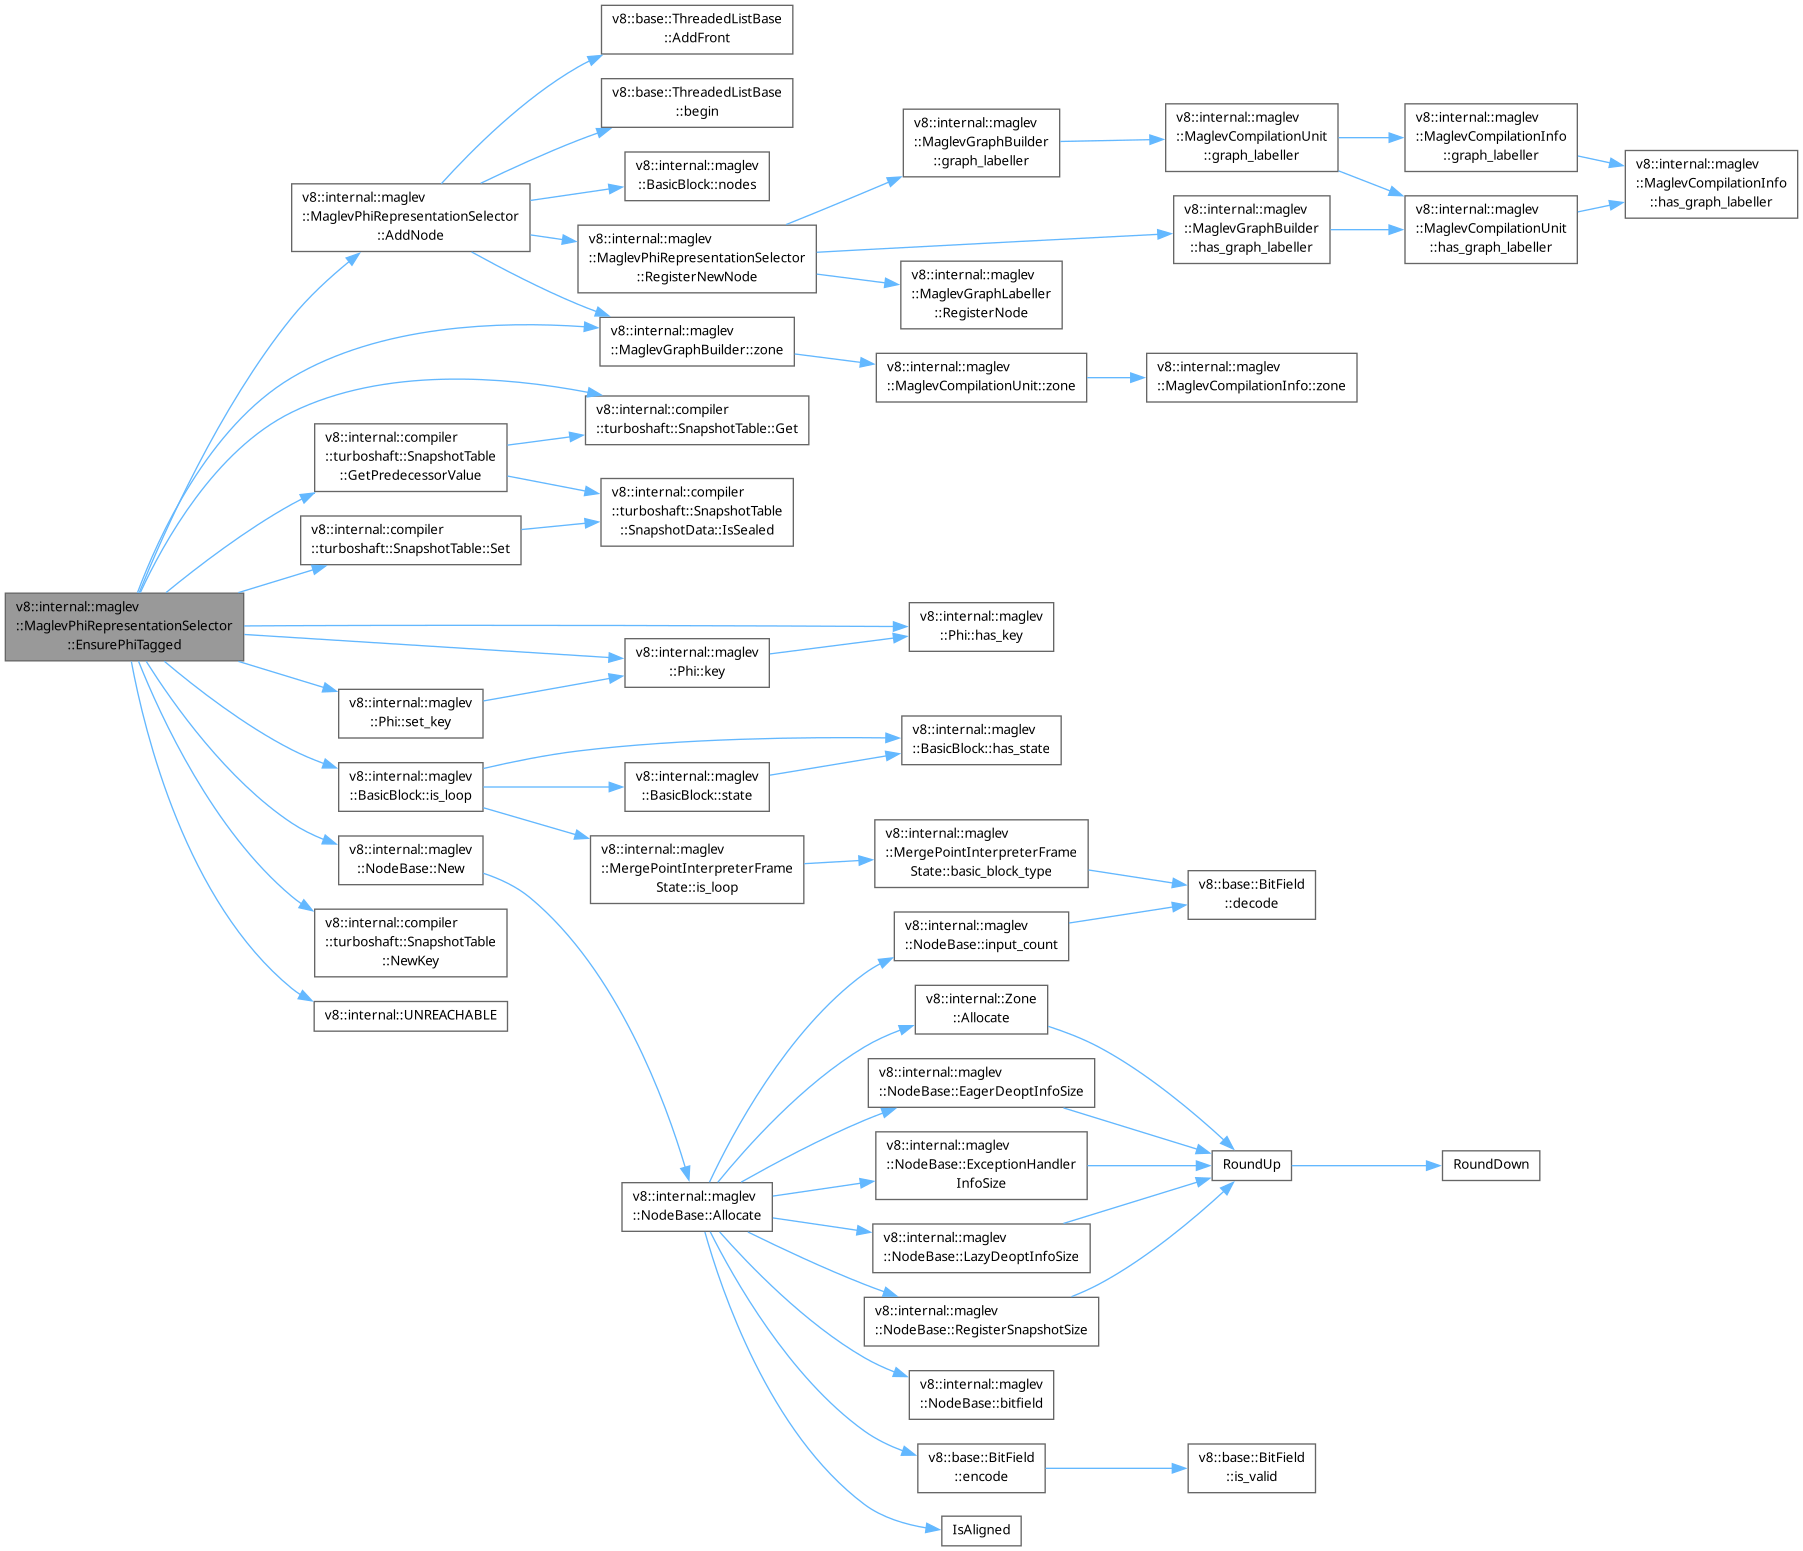 v8::base::ThreadedListBase
::AddFront
v8::base::ThreadedListBase
::begin
v8::internal::maglev
::BasicBlock::nodes
v8::internal::maglev
::MaglevPhiRepresentationSelector
::AddNode
v8::internal::maglev
::MaglevPhiRepresentationSelector
::RegisterNewNode
v8::internal::maglev
::MaglevGraphBuilder
::graph_labeller
v8::internal::maglev
::MaglevCompilationUnit
::graph_labeller
v8::internal::maglev
::MaglevCompilationInfo
::graph_labeller
v8::internal::maglev
::MaglevCompilationInfo
::has_graph_labeller
v8::internal::maglev
::MaglevGraphBuilder
::has_graph_labeller
v8::internal::maglev
::MaglevCompilationUnit
::has_graph_labeller
v8::internal::maglev
::MaglevGraphLabeller
::RegisterNode
v8::internal::maglev
::MaglevGraphBuilder::zone
v8::internal::maglev
::MaglevCompilationUnit::zone
v8::internal::maglev
::MaglevCompilationInfo::zone
v8::internal::compiler
::turboshaft::SnapshotTable::Get
v8::internal::compiler
::turboshaft::SnapshotTable
::GetPredecessorValue
v8::internal::compiler
::turboshaft::SnapshotTable
::SnapshotData::IsSealed
v8::internal::compiler
::turboshaft::SnapshotTable::Set
v8::internal::maglev
::MaglevPhiRepresentationSelector
::EnsurePhiTagged
v8::internal::maglev
::Phi::has_key
v8::internal::maglev
::Phi::key
v8::internal::maglev
::Phi::set_key
v8::internal::maglev
::BasicBlock::has_state
v8::internal::maglev
::BasicBlock::is_loop
v8::internal::maglev
::BasicBlock::state
v8::internal::maglev
::MergePointInterpreterFrame
State::is_loop
v8::internal::maglev
::MergePointInterpreterFrame
State::basic_block_type
v8::base::BitField
::decode
v8::internal::maglev
::NodeBase::New
v8::internal::maglev
::NodeBase::input_count
v8::internal::compiler
::turboshaft::SnapshotTable
::NewKey
v8::internal::UNREACHABLE
v8::internal::Zone
::Allocate
v8::internal::maglev
::NodeBase::EagerDeoptInfoSize
v8::internal::maglev
::NodeBase::ExceptionHandler
InfoSize
RoundUp
RoundDown
v8::internal::maglev
::NodeBase::Allocate
v8::internal::maglev
::NodeBase::LazyDeoptInfoSize
v8::internal::maglev
::NodeBase::RegisterSnapshotSize
v8::internal::maglev
::NodeBase::bitfield
v8::base::BitField
::encode
v8::base::BitField
::is_valid
IsAligned